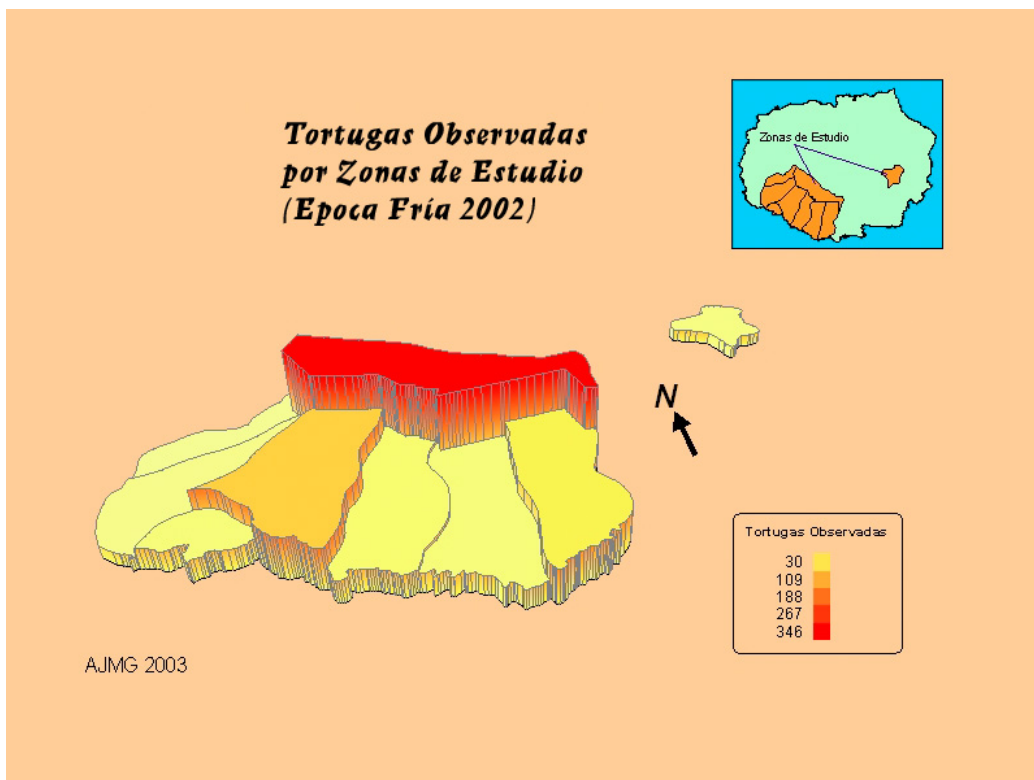 Tortugas Observadas
por Zonas de Estudio
(Epoca Fría 2002)
Zonas de Estudio
N
Tortugas Observadas
30
109
188
267
346
AJMG 2003